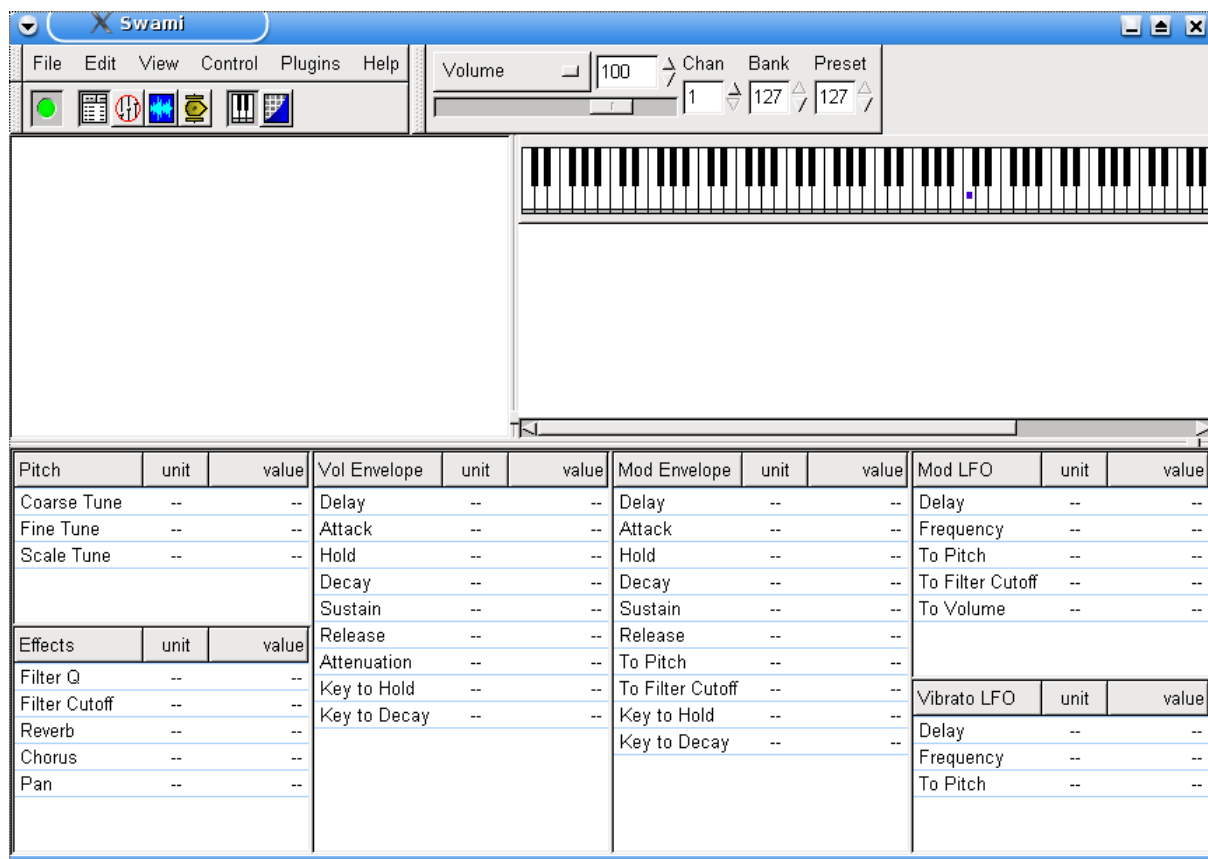 Swami
File Edit View Control Plugins Help
Volume 100 Chan Bank Preset
1 127 127
Pitch unit value
Coarse Tune -- --
Fine Tune -- --
Scale Tune -- --
Effects unit value
Filter Q -- --
Filter Cutoff -- --
Reverb -- --
Chorus -- --
Pan -- --
Vol Envelope unit value
Delay -- --
Attack -- --
Hold -- --
Decay -- --
Sustain -- --
Release -- --
Attenuation -- --
Key to Hold -- --
Key to Decay -- --
Mod Envelope unit value
Delay -- --
Attack -- --
Hold -- --
Decay -- --
Sustain -- --
Release -- --
To Pitch -- --
To Filter Cutoff -- --
Key to Hold -- --
Key to Decay -- --
Mod LFO unit value
Delay -- --
Frequency -- --
To Pitch -- --
To Filter Cutoff -- --
To Volume -- --
Vibrato LFO unit value
Delay -- --
Frequency -- --
To Pitch -- --